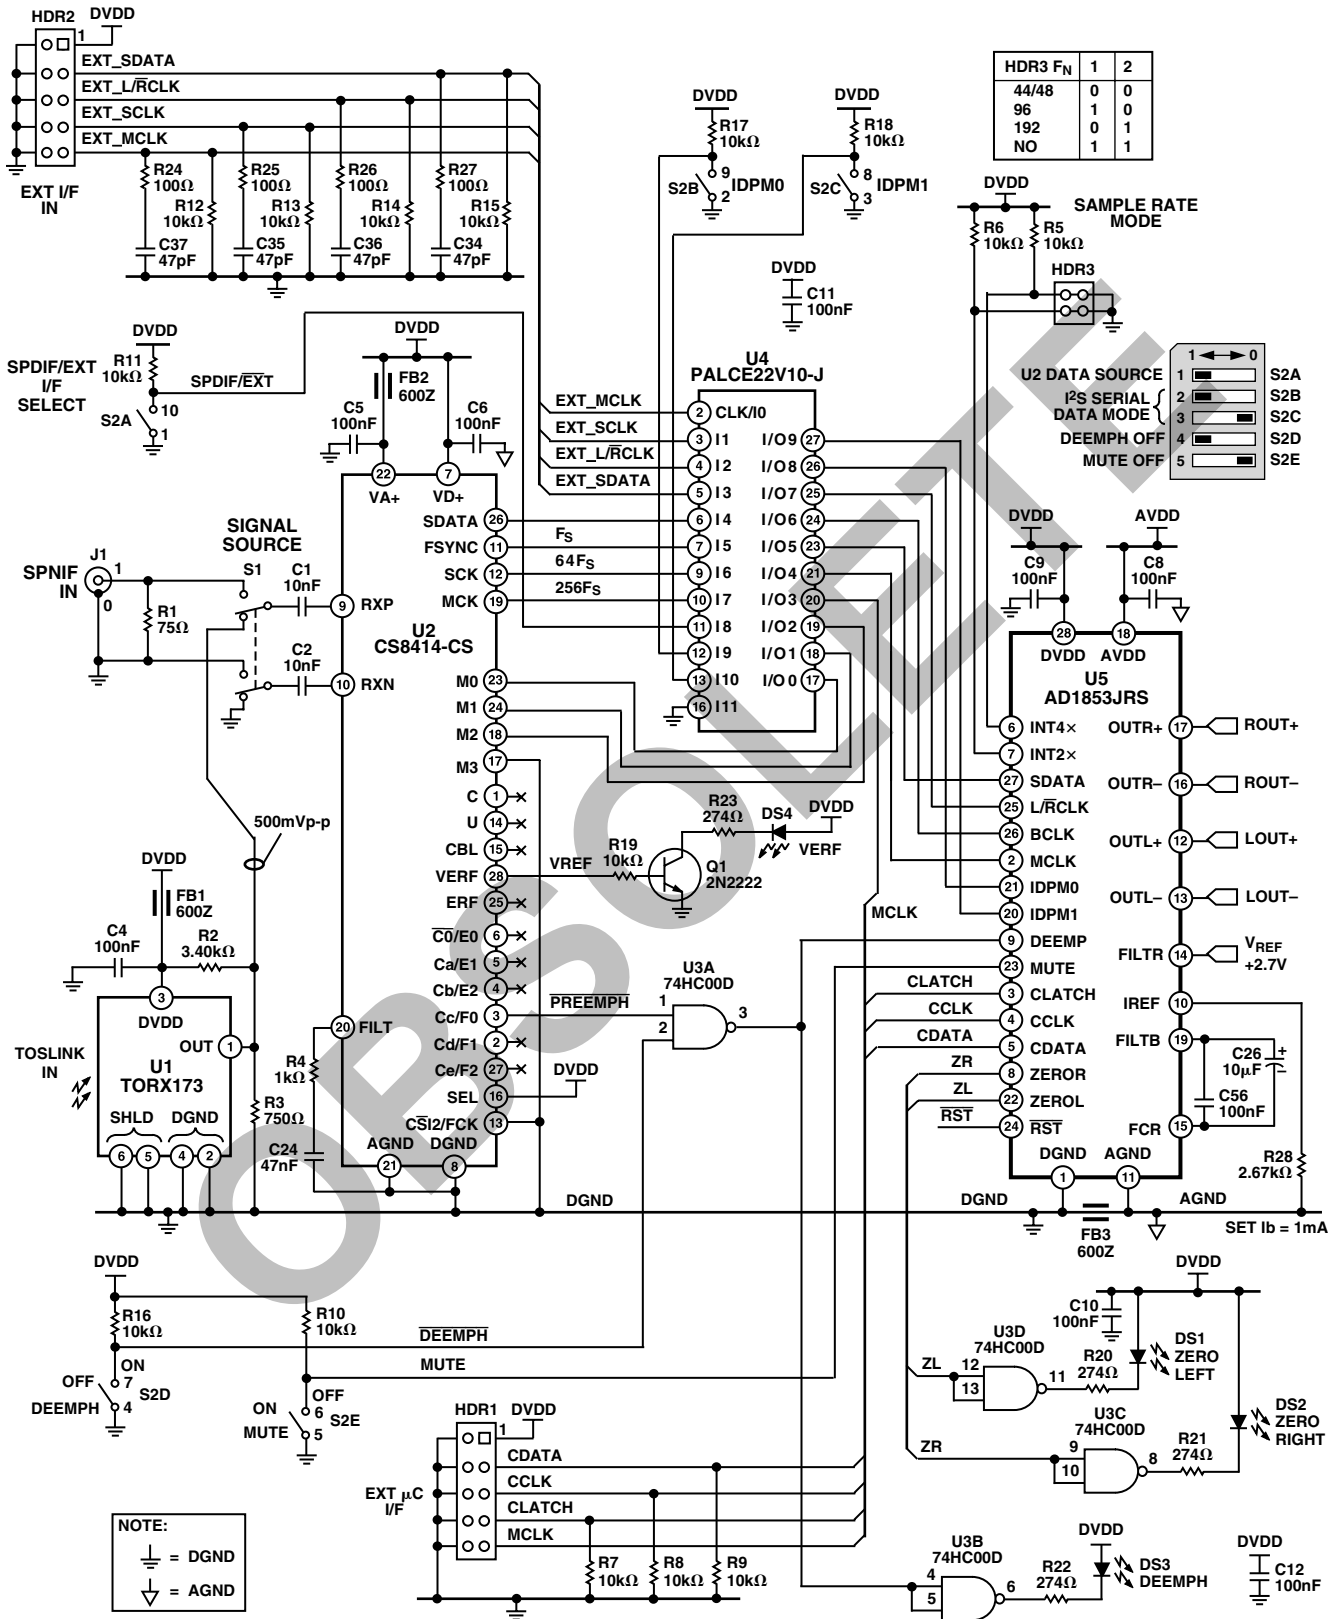 HDR2 DVDD
1
EXT_SDATA
EXT_L/RCLK
EXT_SCLK
EXT_MCLK
EXT I/F
IN
R24
100Ω
R12
10kΩ
C37
47pF
R25
100Ω
R13
10kΩ
C35
47pF
R26
100Ω
R14
10kΩ
C36
47pF
R27
100Ω
R15
10kΩ
C34
47pF
DVDD
R17
10kΩ
9
S2B
IDPM0
2
DVDD
R18
10kΩ
8
S2C
IDPM1
3
DVDD
C11
100nF
HDR3 FN 1 2
44/48 0 0
96 1 0
192 0 1
NO 1 1
DVDD
SAMPLE RATE
MODE
R6
10kΩ
R5
10kΩ
HDR3
1 0
U2 DATA SOURCE 1 S2A
I2S SERIAL 2 S2B
DATA MODE 3 S2C
DEEMPH OFF 4 S2D
MUTE OFF 5 S2E
SPDIF/EXT
I/F
SELECT
DVDD
R11
10kΩ
SPDIF/EXT
10
S2A
1
DVDD
FB2
600Z
C5
100nF
C6
100nF
22 7
VA+ VD+
U2
CS8414-CS
SDATA 26
FSYNC 11
SCK 12
MCK 19
9 RXP
10 RXN
M0 23
M1 24
M2 18
M3 17
C 1
U 14
CBL 15
VERF 28
ERF 25
C0/E0 6
Ca/E1 5
Cb/E2 4
Cc/F0 3
Cd/F1 2
Ce/F2 27
SEL 16
CSI2/FCK 13
20 FILT
AGND DGND
21 8
FS
64FS
256FS
U4
PALCE22V10-J
EXT_MCLK 2 CLK/I0
EXT_SCLK 3 I1
EXT_L/RCLK 4 I2
EXT_SDATA 5 I3
6 I4
7 I5
9 I6
10 I7
11 I8
12 I9
13 I10
16 I11
I/O9 27
I/O8 26
I/O7 25
I/O6 24
I/O5 23
I/O4 21
I/O3 20
I/O2 19
I/O1 18
I/O0 17
SIGNAL
SOURCE
J1
SPNIF
IN
1
0
R1
75Ω
S1
C1
10nF
C2
10nF
500mVp-p
DVDD
FB1
600Z
C4
100nF
R2
3.40kΩ
3
DVDD
OUT 1
TOSLINK
IN
U1
TORX173
SHLD DGND
6 5 4 2
R3
750Ω
R4
1kΩ
C24
47nF
VREF
R19
10kΩ
R23
274Ω
DS4
DVDD
VERF
Q1
2N2222
U3A
74HC00D
PREEMPH
1
2
3
DVDD
MCLK
CLATCH
CCLK
CDATA
ZR
ZL
RST
DVDD
C9
100nF
AVDD
C8
100nF
28 18
DVDD AVDD
U5
AD1853JRS
6 INT4×
7 INT2×
27 SDATA
25 L/RCLK
26 BCLK
2 MCLK
21 IDPM0
20 IDPM1
9 DEEMP
23 MUTE
3 CLATCH
4 CCLK
5 CDATA
8 ZEROR
22 ZEROL
24 RST
OUTR+ 17 ROUT+
OUTR– 16 ROUT–
OUTL+ 12 LOUT+
OUTL– 13 LOUT–
FILTR 14 VREF
+2.7V
IREF 10
FILTB 19
FCR 15
DGND AGND
1 11
C26
10μF
+
–
C56
100nF
R28
2.67kΩ
DGND
AGND
FB3
600Z
SET Ib = 1mA
DVDD
R16
10kΩ
R10
10kΩ
DEEMPH
MUTE
ON
7
OFF
S2D
DEEMPH
4
OFF
6
ON
S2E
MUTE
5
HDR1 DVDD
1
CDATA
CCLK
CLATCH
MCLK
EXT μC
I/F
R7
10kΩ
R8
10kΩ
R9
10kΩ
DVDD
C10
100nF
U3D
74HC00D
ZL 12
13
11
R20
274Ω
DS1
ZERO
LEFT
U3C
74HC00D
ZR 9
10
8
R21
274Ω
DS2
ZERO
RIGHT
U3B
74HC00D
4
5
6
R22
274Ω
DVDD
DS3
DEEMPH
DVDD
C12
100nF
NOTE:
= DGND
= AGND
OBSOLETE